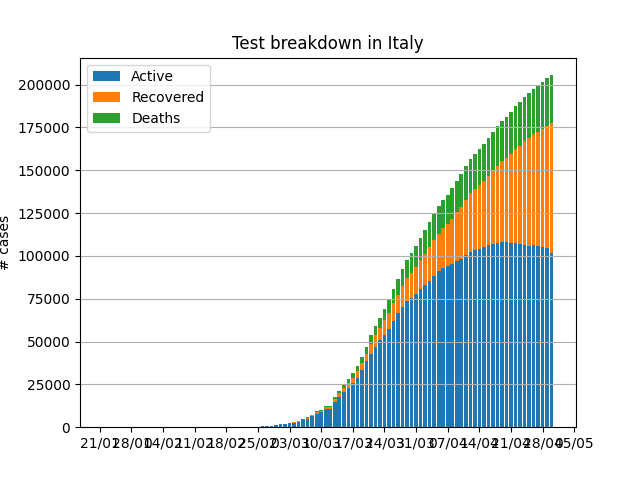 Test breakdown in Italy
Active
Recovered
Deaths
200000
175000
150000
125000
100000
75000
50000
25000
0
# cases
21/01 28/01 04/02 11/02 18/02 25/02 03/03 10/03 17/03 24/03 31/03 07/04 14/04 21/04 28/04 05/05